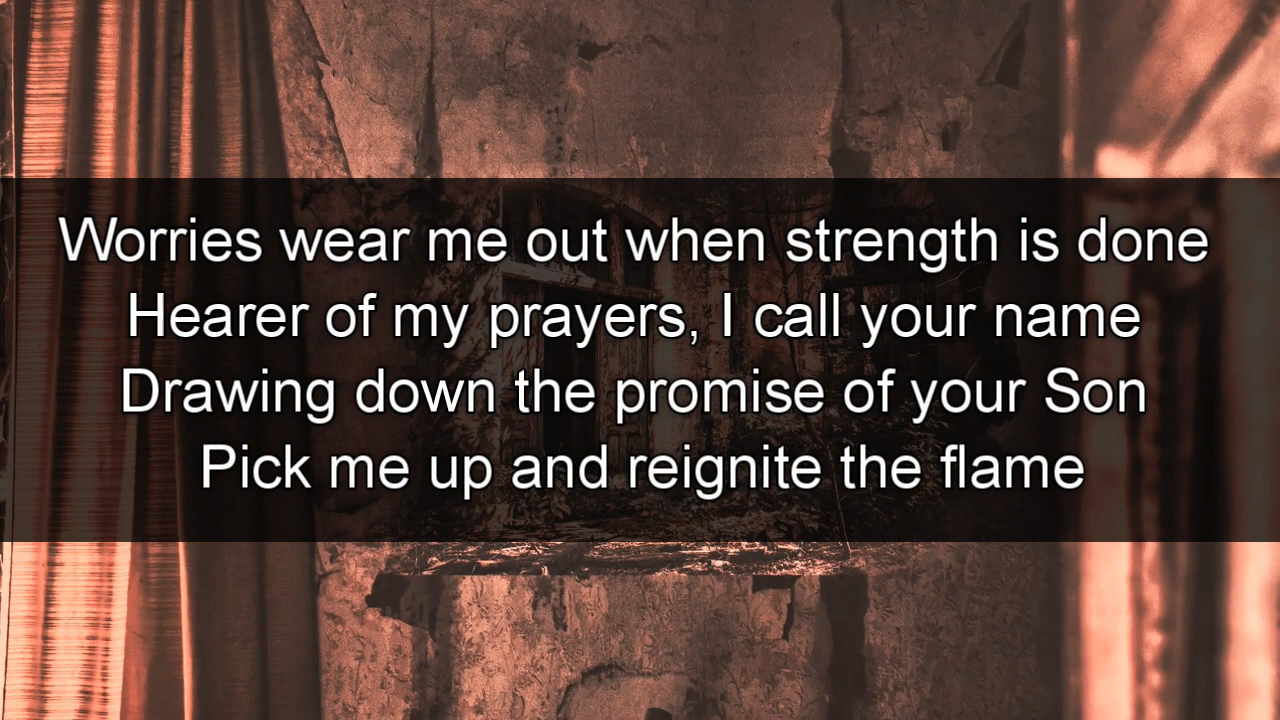 Worries wear me out when strength is done
Hearer of my prayers, I call your name
Drawing down the promise of your Son
Pick me up and reignite the flame